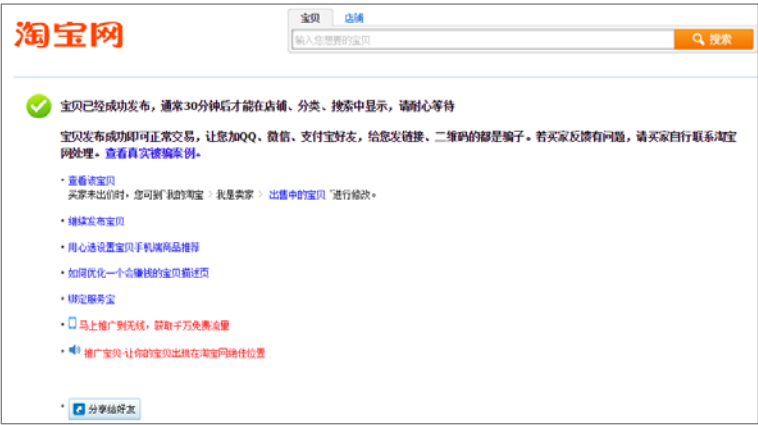 宝贝 店铺
淘宝网
输入您想要的宝贝 搜索
宝贝已经成功发布，通常30分钟后才能在店铺、分类、搜索中显示，请耐心等待
宝贝发布成功即可正常交易，让您加QQ、微信、支付宝好友，给您发链接、二维码的都是骗子。若买家反馈有问题，请买家自行联系淘宝
网处理。查看真实被骗案例。
· 查看该宝贝
买家未出价时，您可到"我的淘宝 > 我是卖家 > 出售中的宝贝"进行修改。
· 继续发布宝贝
· 用心选设置宝贝手机端商品推荐
· 如何优化一个会赚钱的宝贝描述页
· 绑定服务宝
· 马上推广到无线，获取千万免费流量
· 推广宝贝-让你的宝贝出现在淘宝网绝佳位置
· 分享给好友